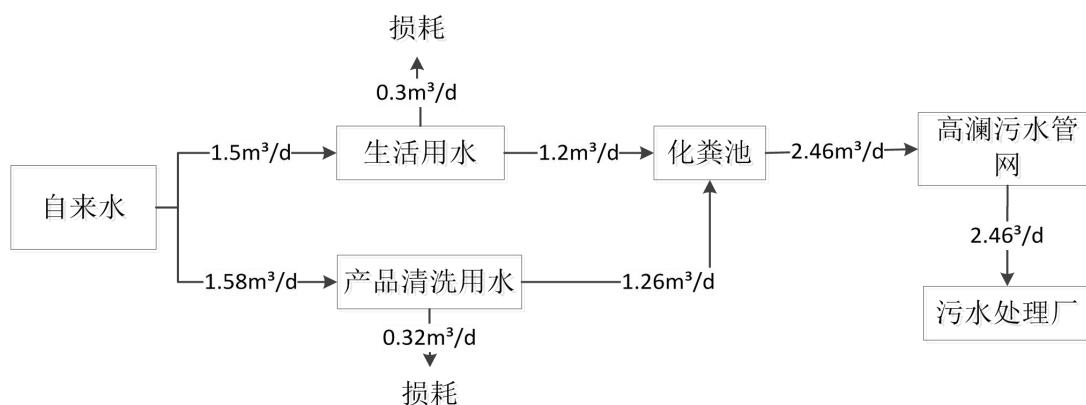 损耗
0.3m³/d
1.5m³/d
生活用水
1.2m³/d
化粪池
2.46m³/d
高澜污水管
网
自来水
2.46³/d
1.58m³/d
产品清洗用水
1.26m³/d
污水处理厂
0.32m³/d
损耗